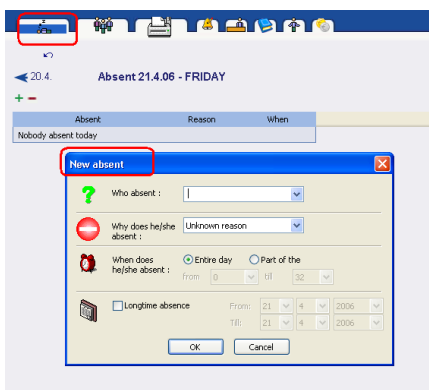 20.4. Absent 21.4.06 - FRIDAY
Absent Reason When
Nobody absent today
New absent
Who absent :
Why does he/she absent : Unknown reason
When does he/she absent : Entire day Part of the
from 0 till 32
Longtime absence From: 21 4 2006
Till: 21 4 2006
OK Cancel